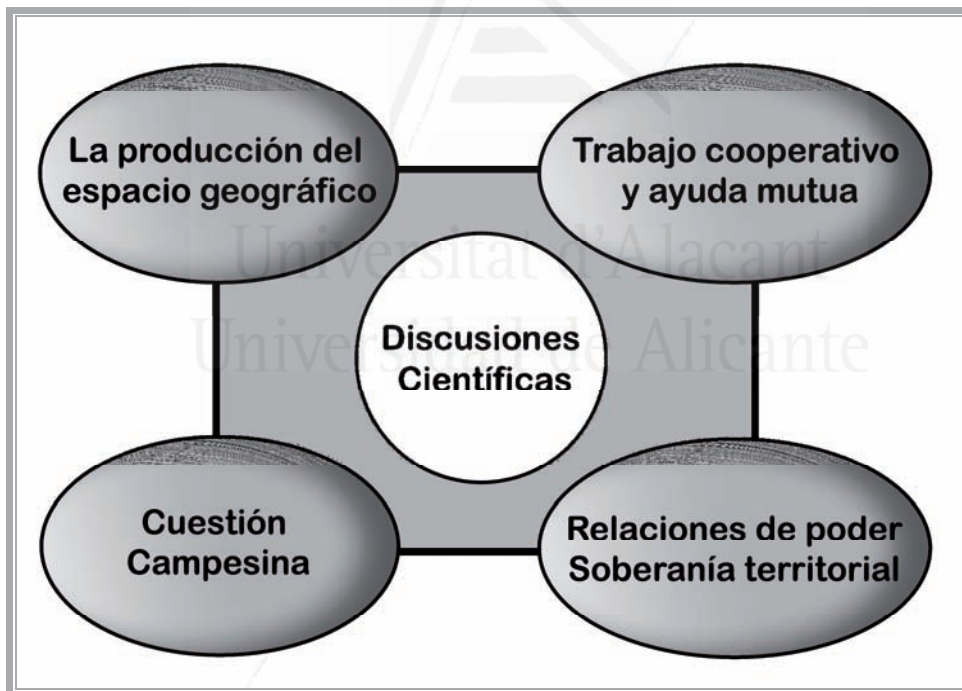 La producción del
espacio geográfico
Trabajo cooperativo
y ayuda mutua
Universitat d'Alacant
Universidad de Alicante
Discusiones
Científicas
Cuestión
Campesina
Relaciones de poder
Soberanía territorial